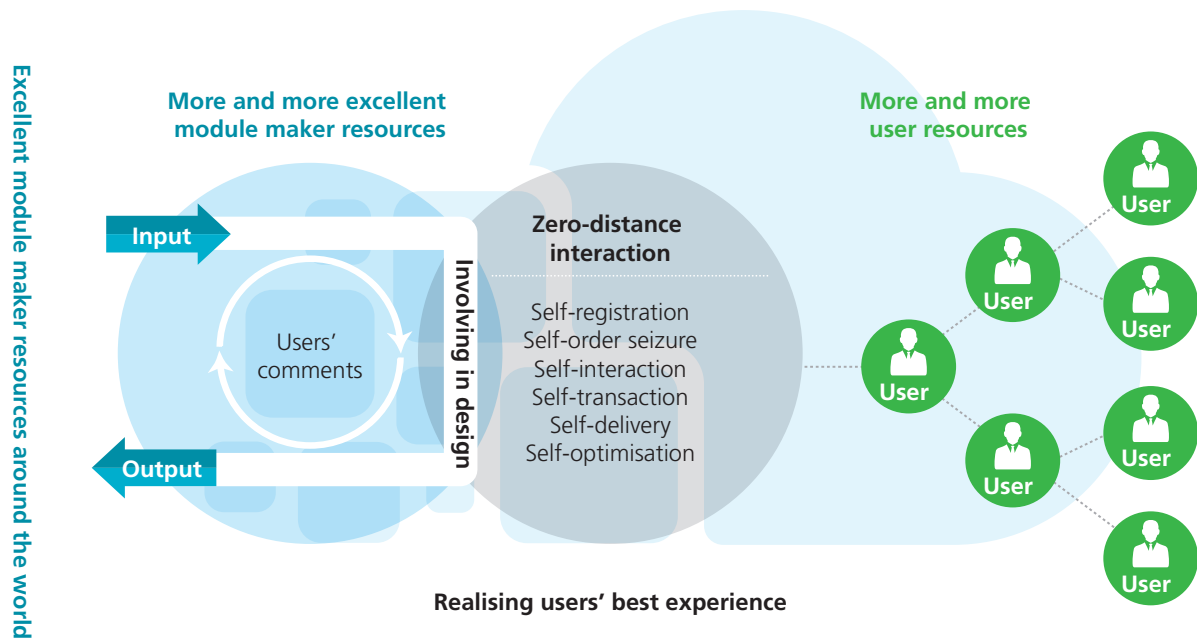 Excellent module maker resources around the world
More and more excellent
module maker resources
More and more
user resources
Input
Users’
comments
Output
Involving in design
Zero-distance
interaction
Self-registration
Self-order seizure
Self-interaction
Self-transaction
Self-delivery
Self-optimisation
User
User
User
User
User
User
User
Realising users’ best experience